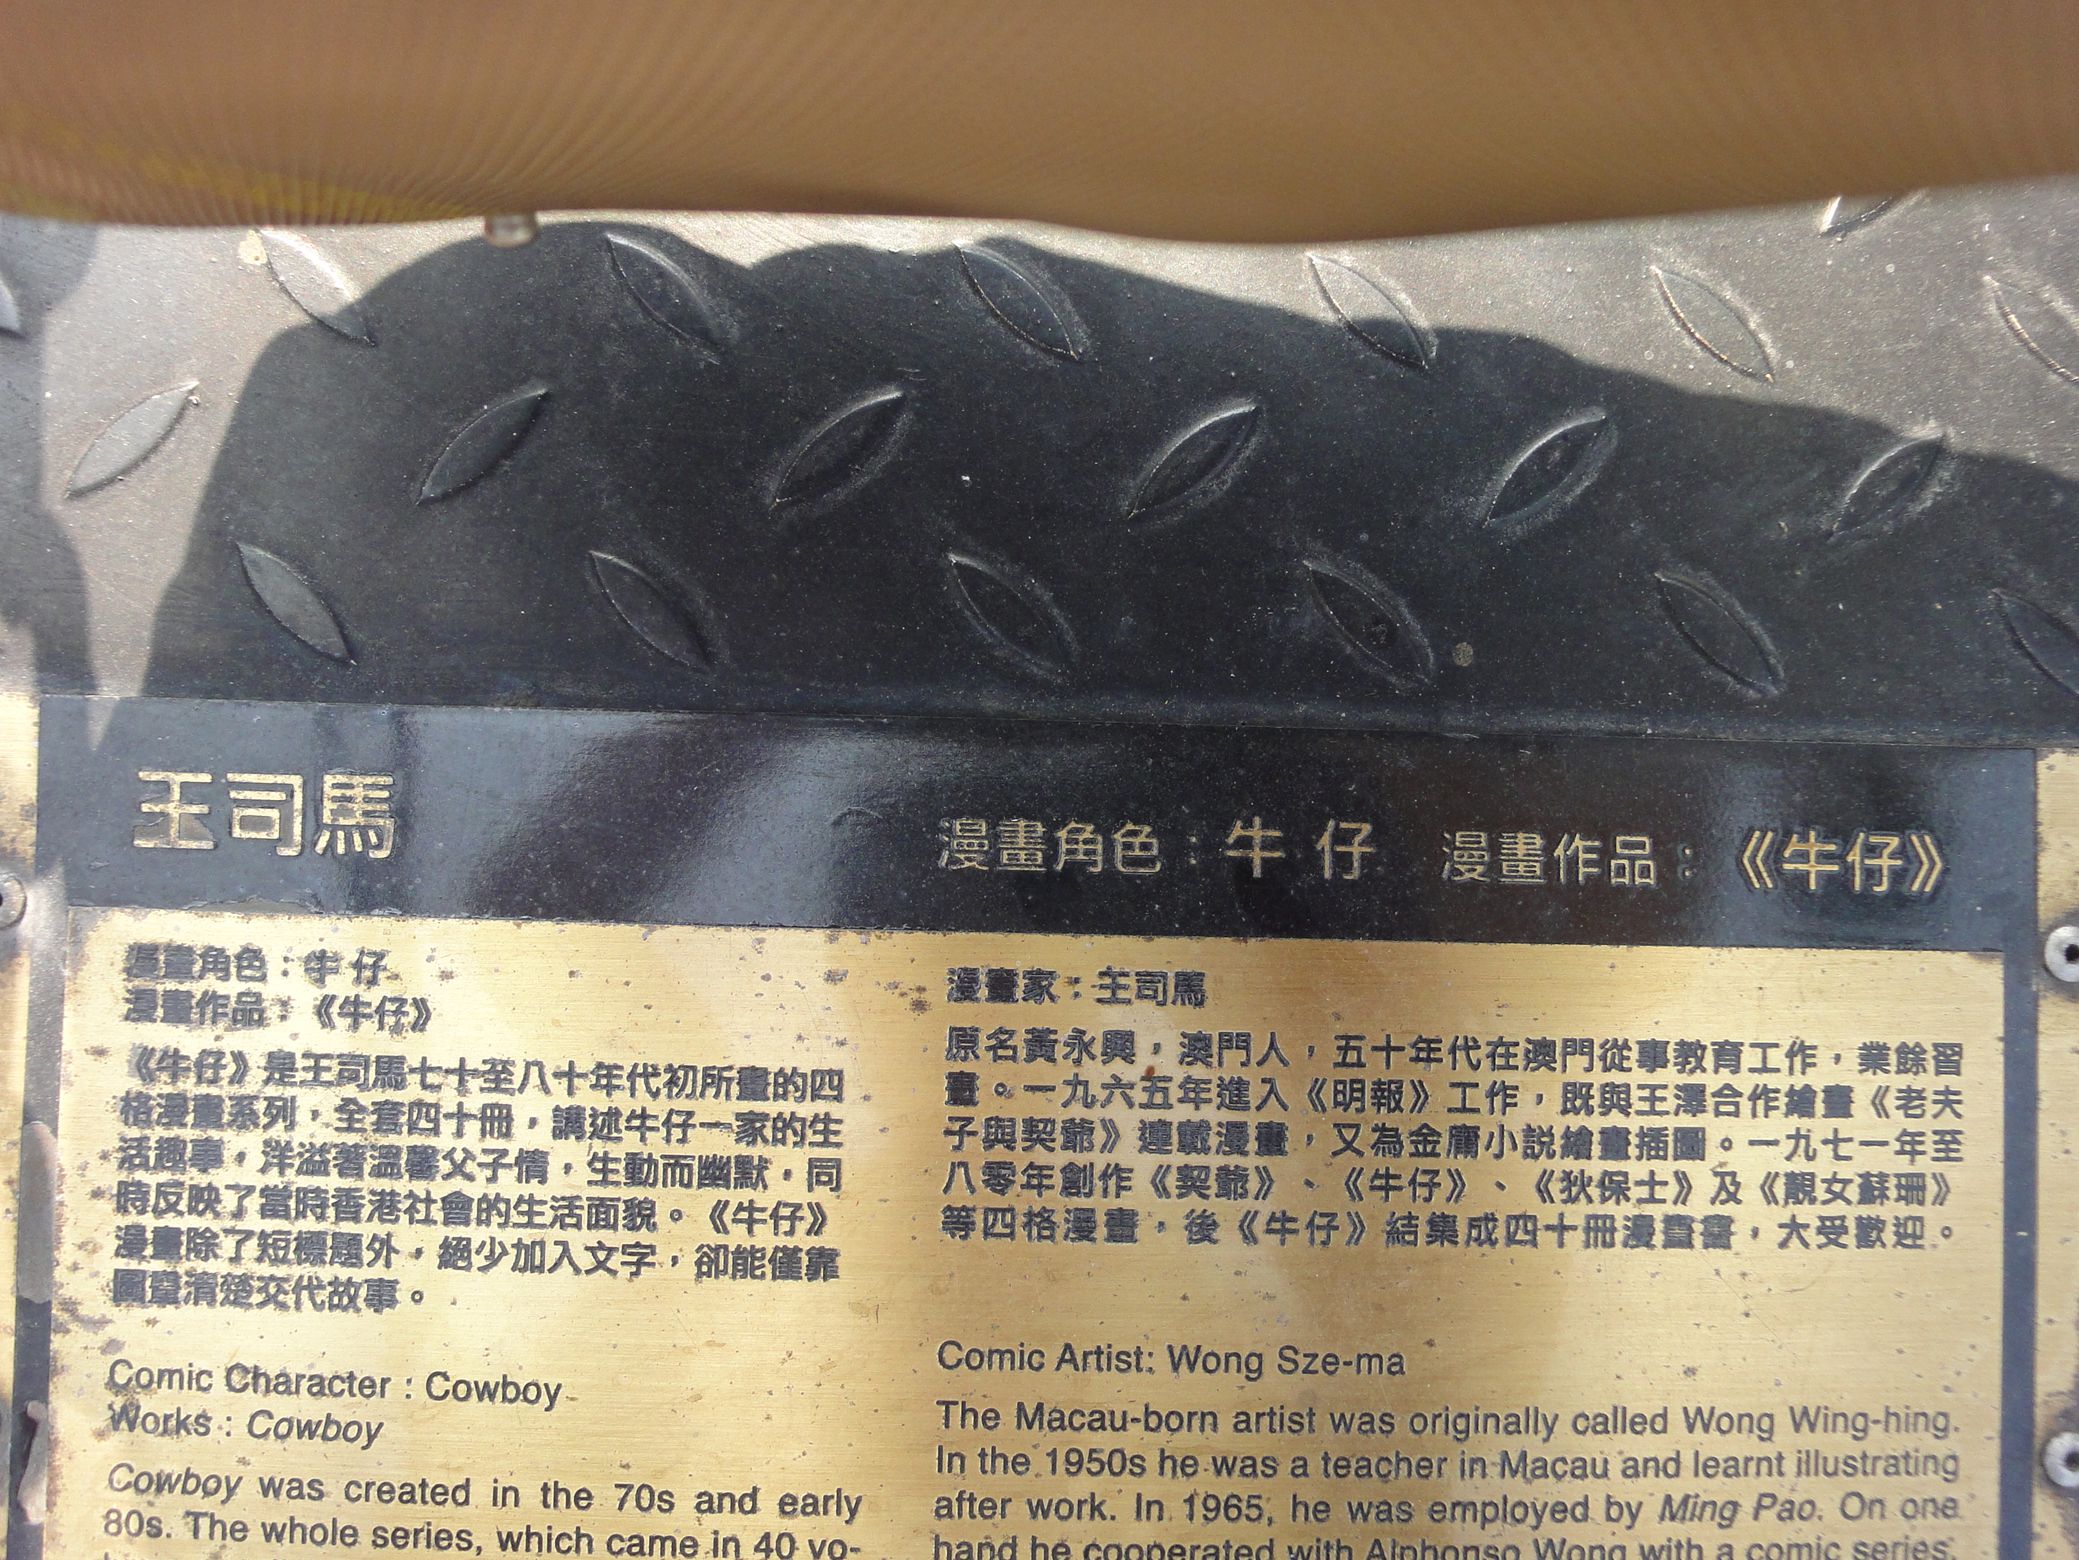 王司馬
漫畫角色：牛 仔 漫畫作品：《牛仔》
漫畫角色：牛仔
漫畫作品：《牛仔》
《牛仔》是王司馬七十至八十年代初所畫的四
格漫畫系列，全套四十冊，講述牛仔一家的生
活趣事，洋溢著溫馨父子情，生動而幽默，同
時反映了當時香港社會的生活面貌。《牛仔》
漫畫除了短標題外，絕少加入文字，卻能僅靠
圖畫清楚交代故事。
Comic Character : Cowboy
Works : Cowboy
Cowboy was created in the 70s and early
80s. The whole series, which came in 40 vo-
漫畫家：王司馬
原名黃永興，澳門人，五十年代在澳門從事教育工作，業餘習
畫。一九六五年進入《明報》工作，既與王澤合作繪畫《老夫
子與契爺》連載漫畫，又為金庸小説繪畫插圖。一九七一年至
八零年創作《契爺》、《牛仔》、《狄保士》及《靚女蘇珊》
等四格漫畫，後《牛仔》結集成四十冊漫畫書，大受歡迎。
Comic Artist: Wong Sze-ma
The Macau-born artist was originally called Wong Wing-hing.
In the 1950s he was a teacher in Macau and learnt illustrating
after work. In 1965, he was employed by Ming Pao. On one
hand he cooperated with Alphonso Wong with a comic series